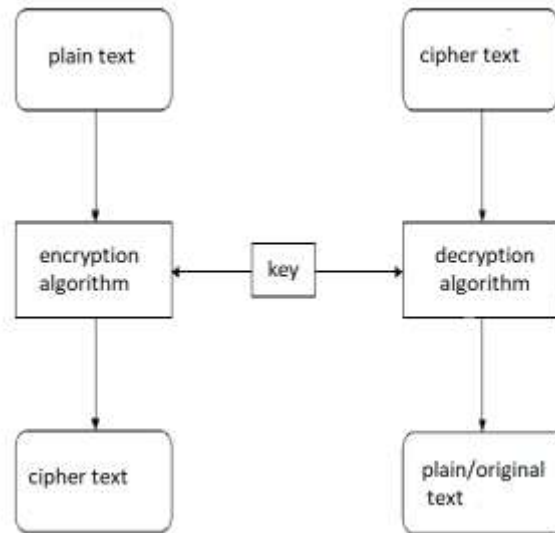 plain text
cipher text
encryption
algorithm
key
decryption
algorithm
cipher text
plain/original
text